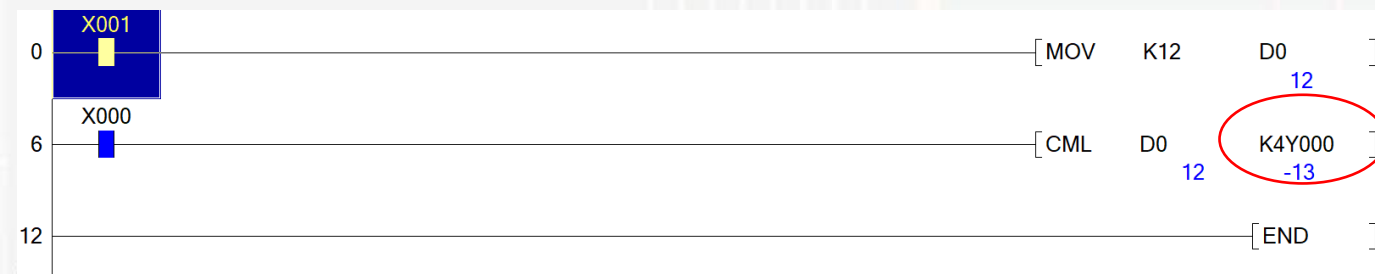 X001
0 MOV K12 D0
12
X000
6 CML D0 K4Y000
12 -13
12 END